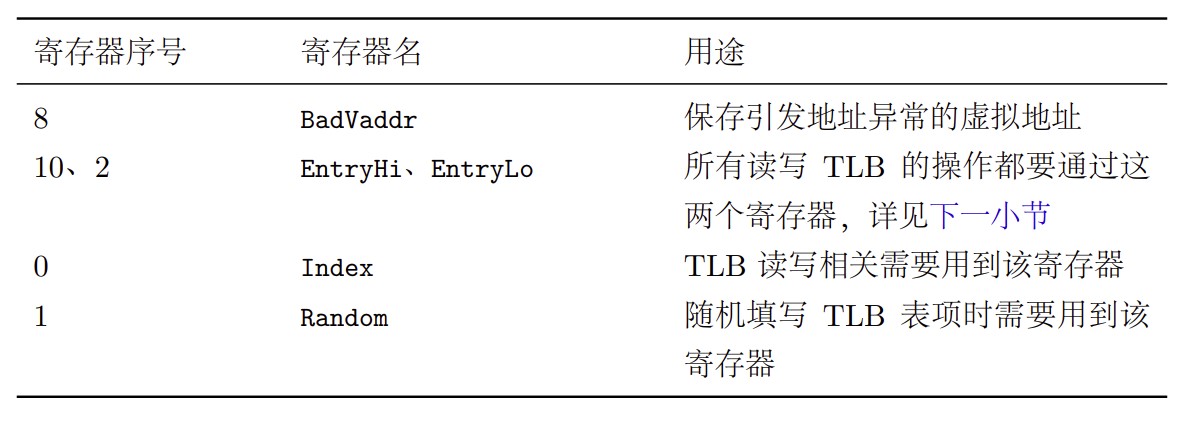 寄存器序号 寄存器名 用途
8 BadVaddr 保存引发地址异常的虚拟地址
10、2 EntryHi、EntryLo 所有读写 TLB 的操作都要通过这
两个寄存器，详见下一小节
0 Index TLB 读写相关需要用到该寄存器
1 Random 随机填写 TLB 表项时需要用到该
寄存器